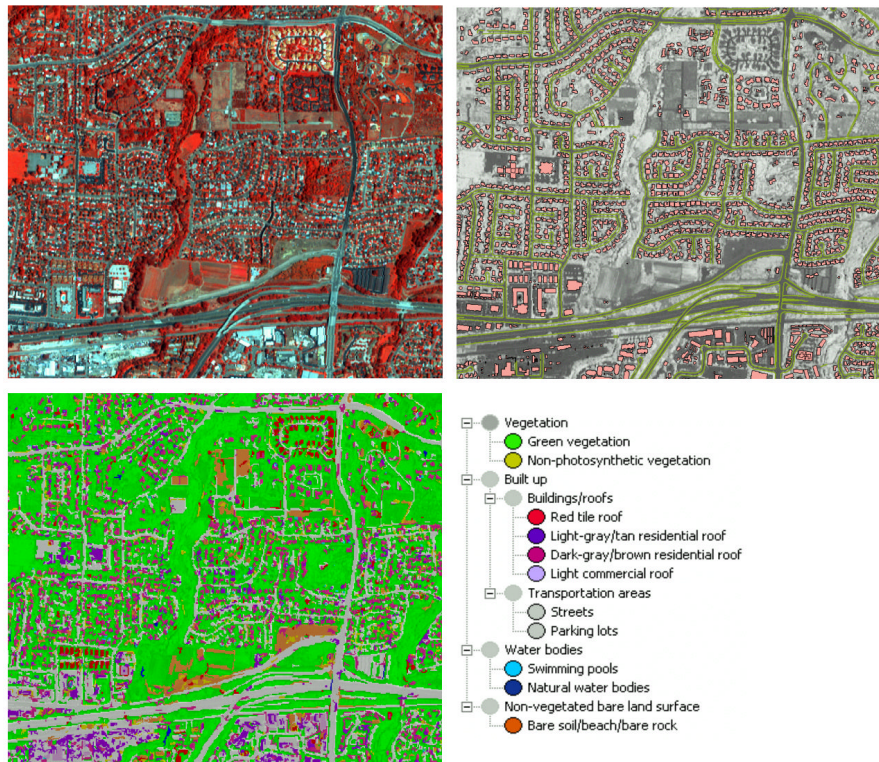 Vegetation
Green vegetation
Non-photosynthetic vegetation
Built up
Buildings/roofs
Red tile roof
Light-gray/tan residential roof
Dark-gray/brown residential roof
Light commercial roof
Transportation areas
Streets
Parking lots
Water bodies
Swimming pools
Natural water bodies
Non-vegetated bare land surface
Bare soil/beach/bare rock